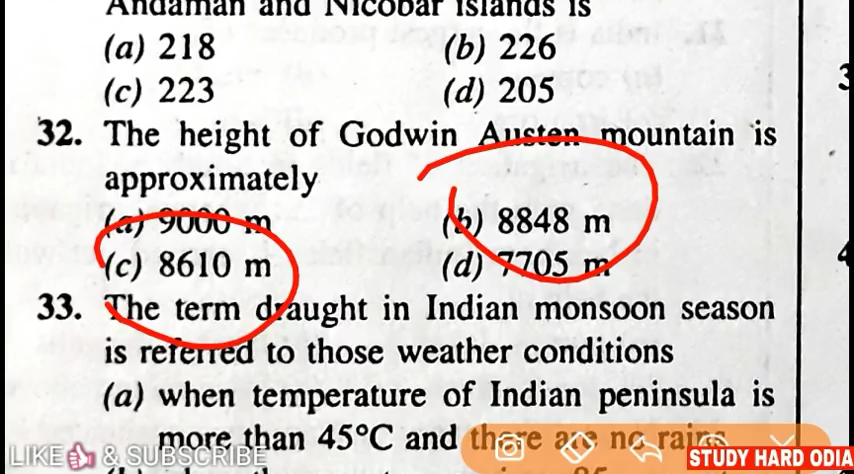 Andaman and Nicobar islands is
(a) 218 (b) 226
(c) 223 (d) 205
32. The height of Godwin Austen mountain is
approximately
(a) 9000 m (b) 8848 m
(c) 8610 m (d) 7705 m
33. The term draught in Indian monsoon season
is referred to those weather conditions
(a) when temperature of Indian peninsula is
more than 45°C and there are no rains
LIKE & SUBSCRIBE
STUDY HARD ODIA